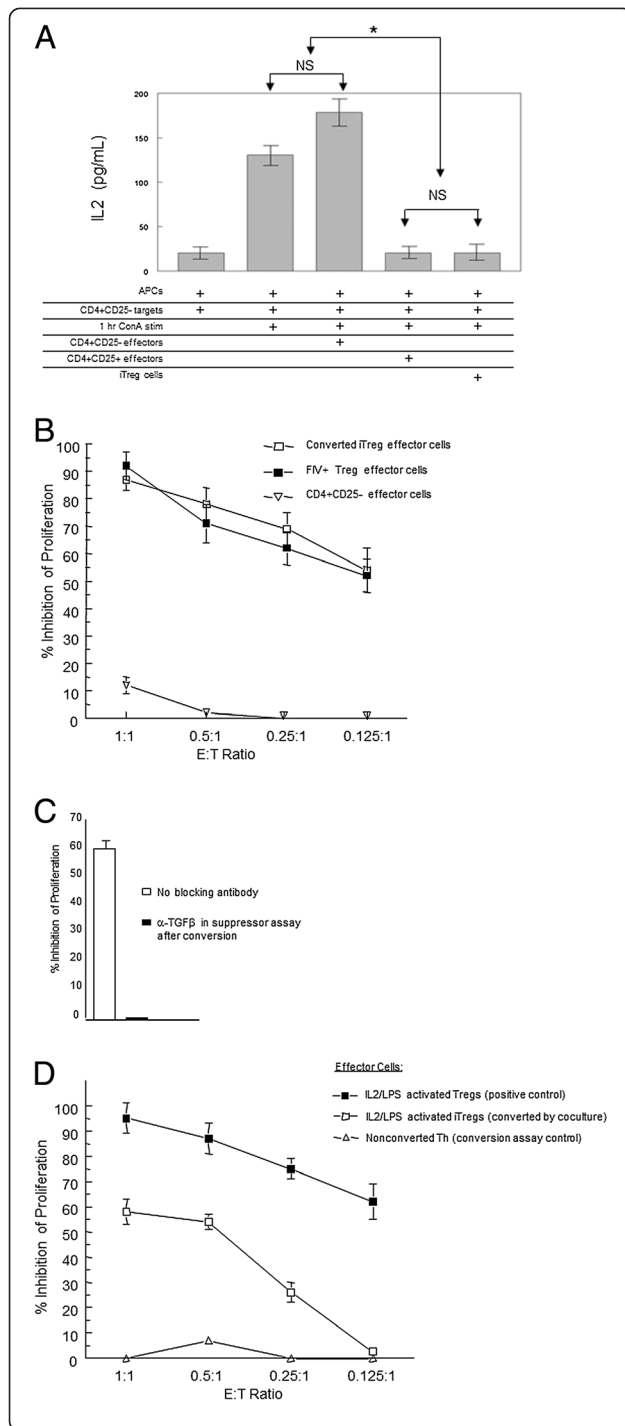 A
*
NS
NS
IL2 (pg/mL)
200
150
100
50
0
APCs + + + + +
CD4+CD25- targets + + + + +
1 hr ConA stim + + + +
CD4+CD25- effectors +
CD4+CD25+ effectors +
iTreg cells +
B
% Inhibition of Proliferation
100
90
80
70
60
50
40
30
20
10
0
Converted iTreg effector cells
FIV+ Treg effector cells
CD4+CD25- effector cells
1:1 0.5:1 0.25:1 0.125:1
E:T Ratio
C
% Inhibition of Proliferation
70
60
50
40
30
20
10
0
No blocking antibody
α-TGFβ in suppressor assay
after conversion
D
Effector Cells:
IL2/LPS activated Tregs (positive control)
IL2/LPS activated iTregs (converted by coculture)
Nonconverted Th (conversion assay control)
% Inhibition of Proliferation
100
90
80
70
60
50
40
30
20
10
0
1:1 0.5:1 0.25:1 0.125:1
E:T Ratio